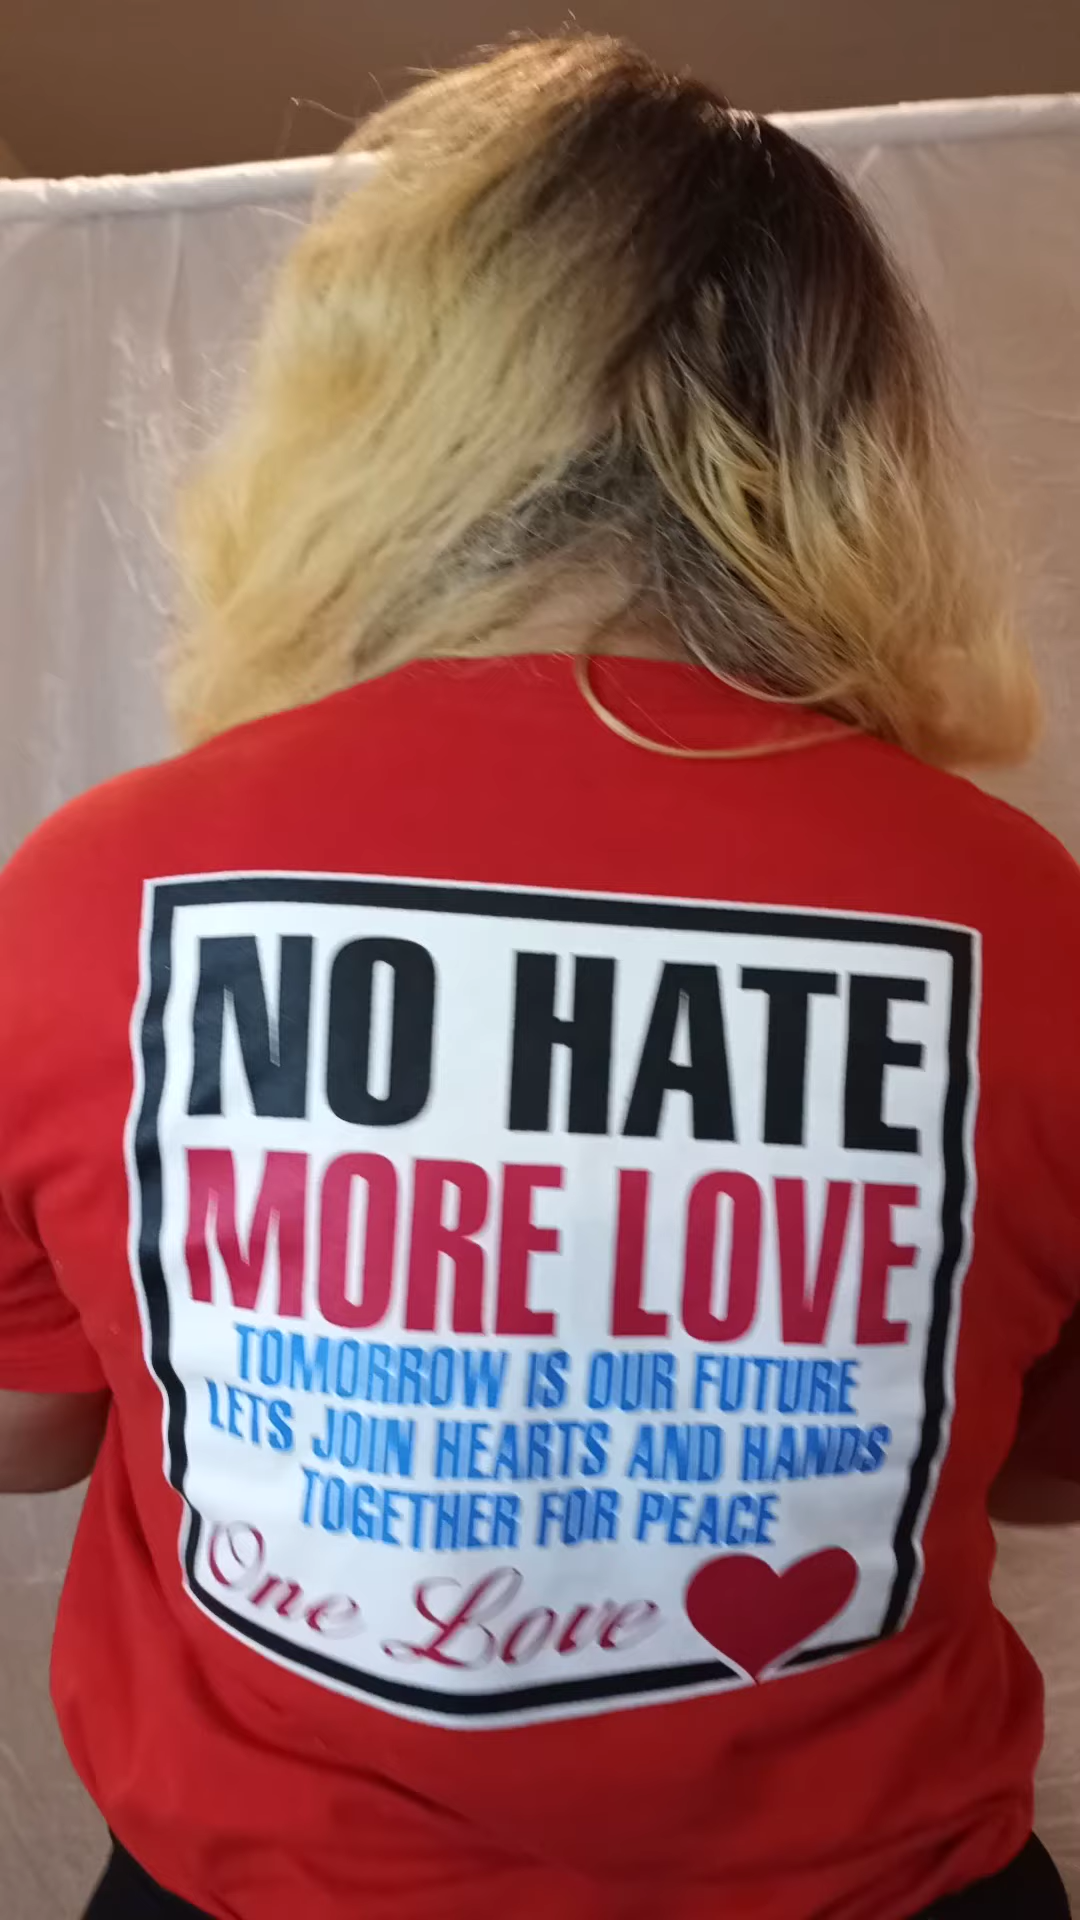 NO HATE
MORE LOVE
TOMORROW IS OUR FUTURE
LETS JOIN HEARTS AND HANDS
TOGETHER FOR PEACE
One Love